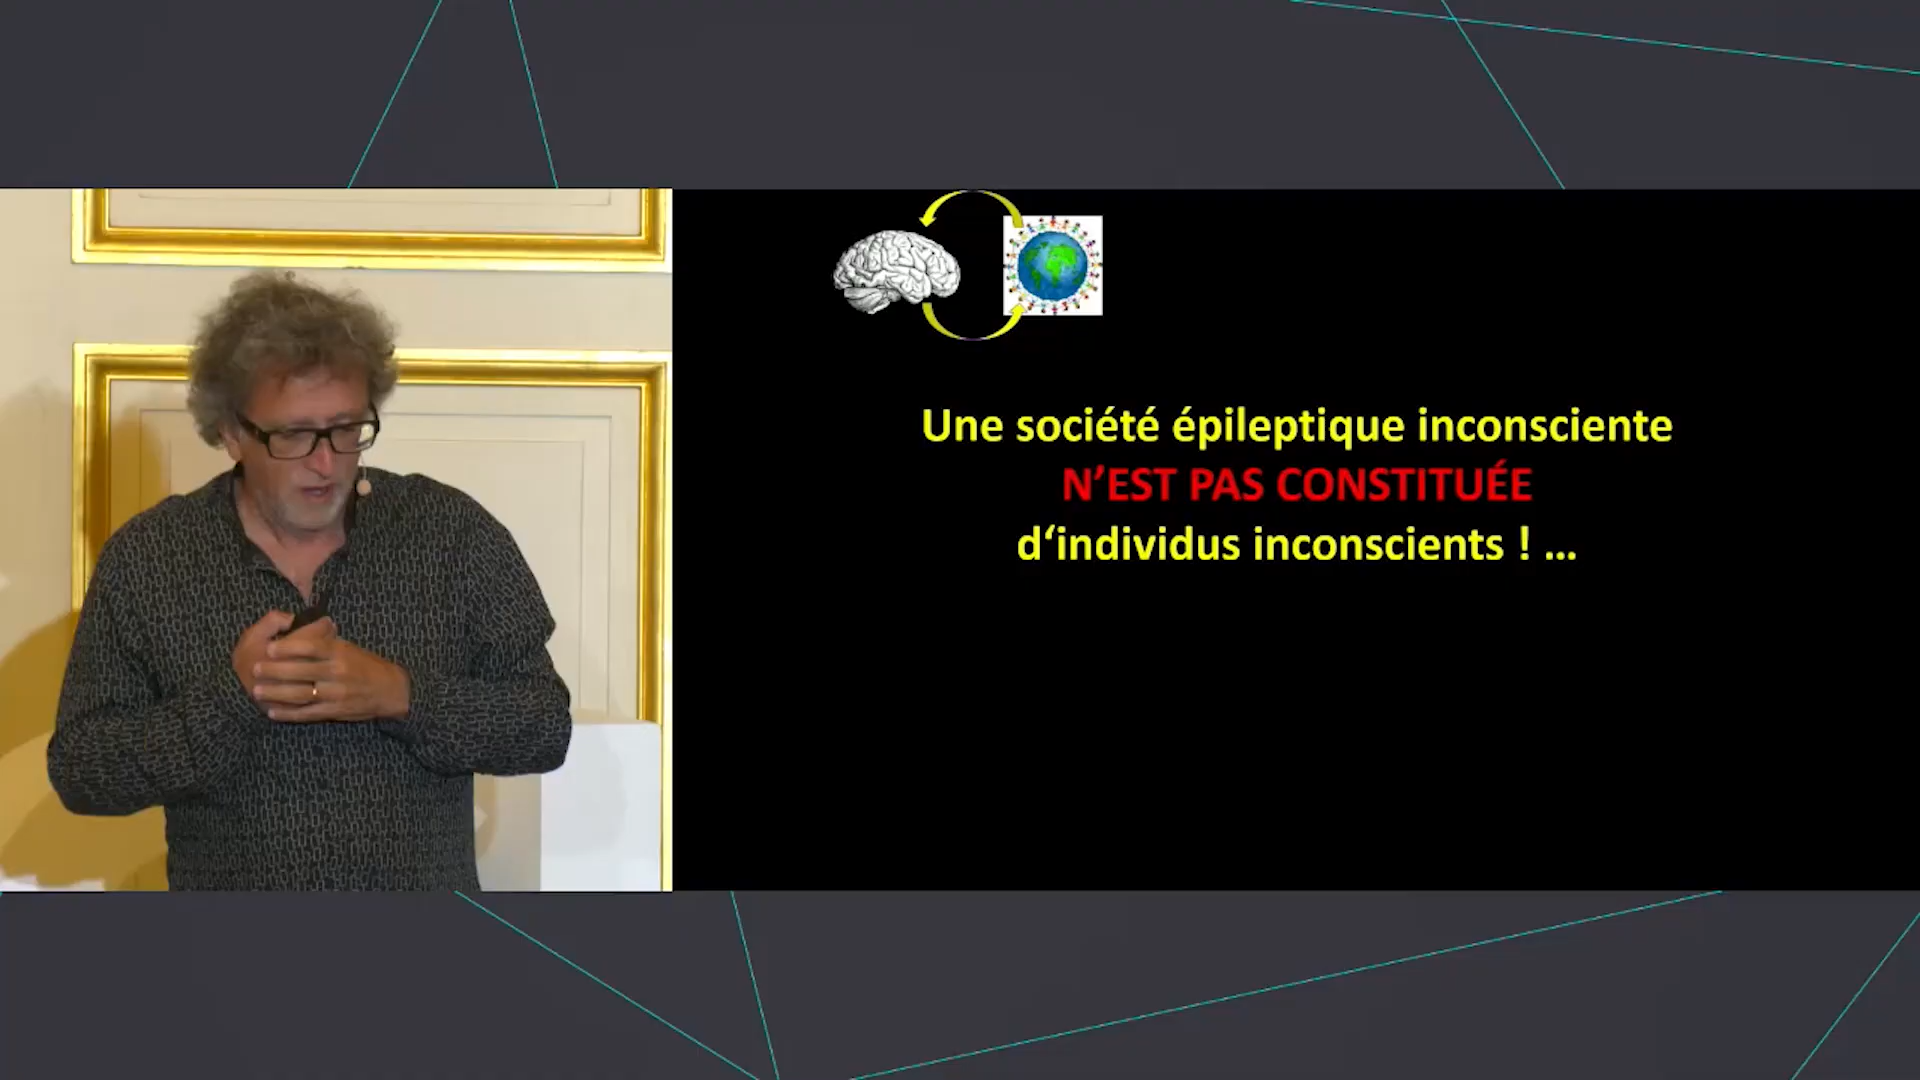 Une société épileptique inconsciente
N’EST PAS CONSTITUÉE
d‘individus inconscients ! ...